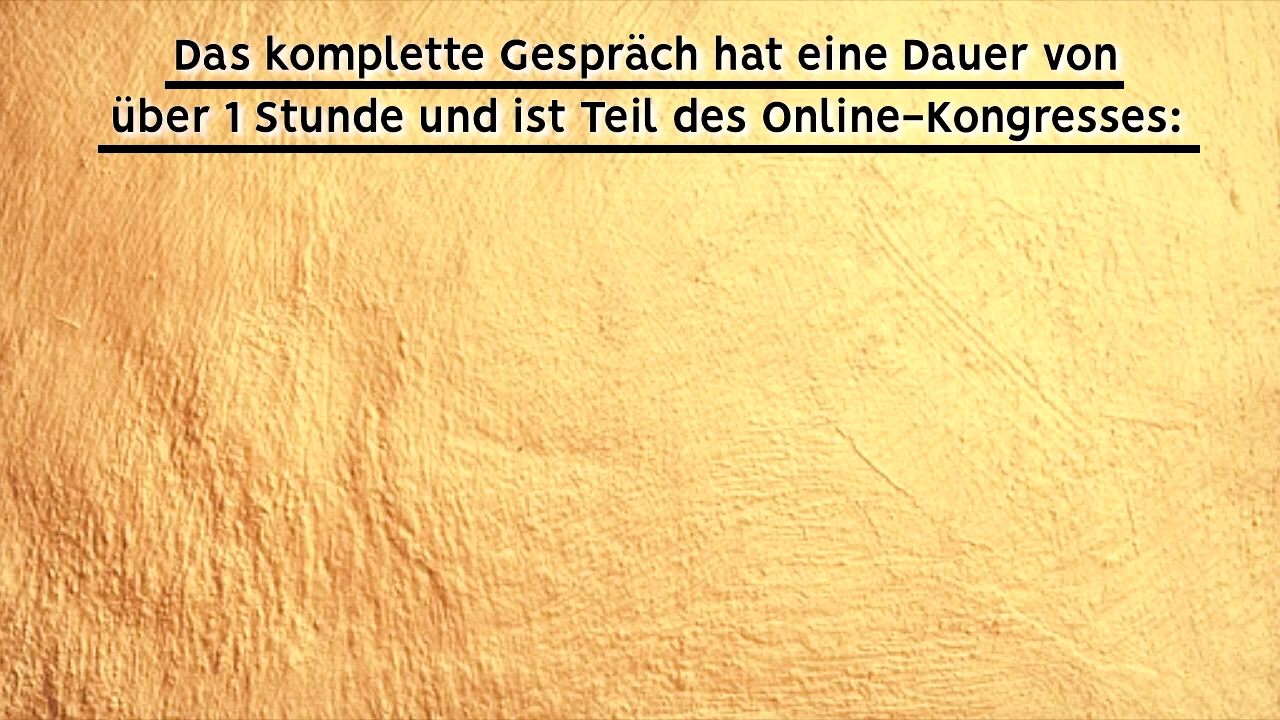 Das komplette Gespräch hat eine Dauer von
über 1 Stunde und ist Teil des Online-Kongresses: